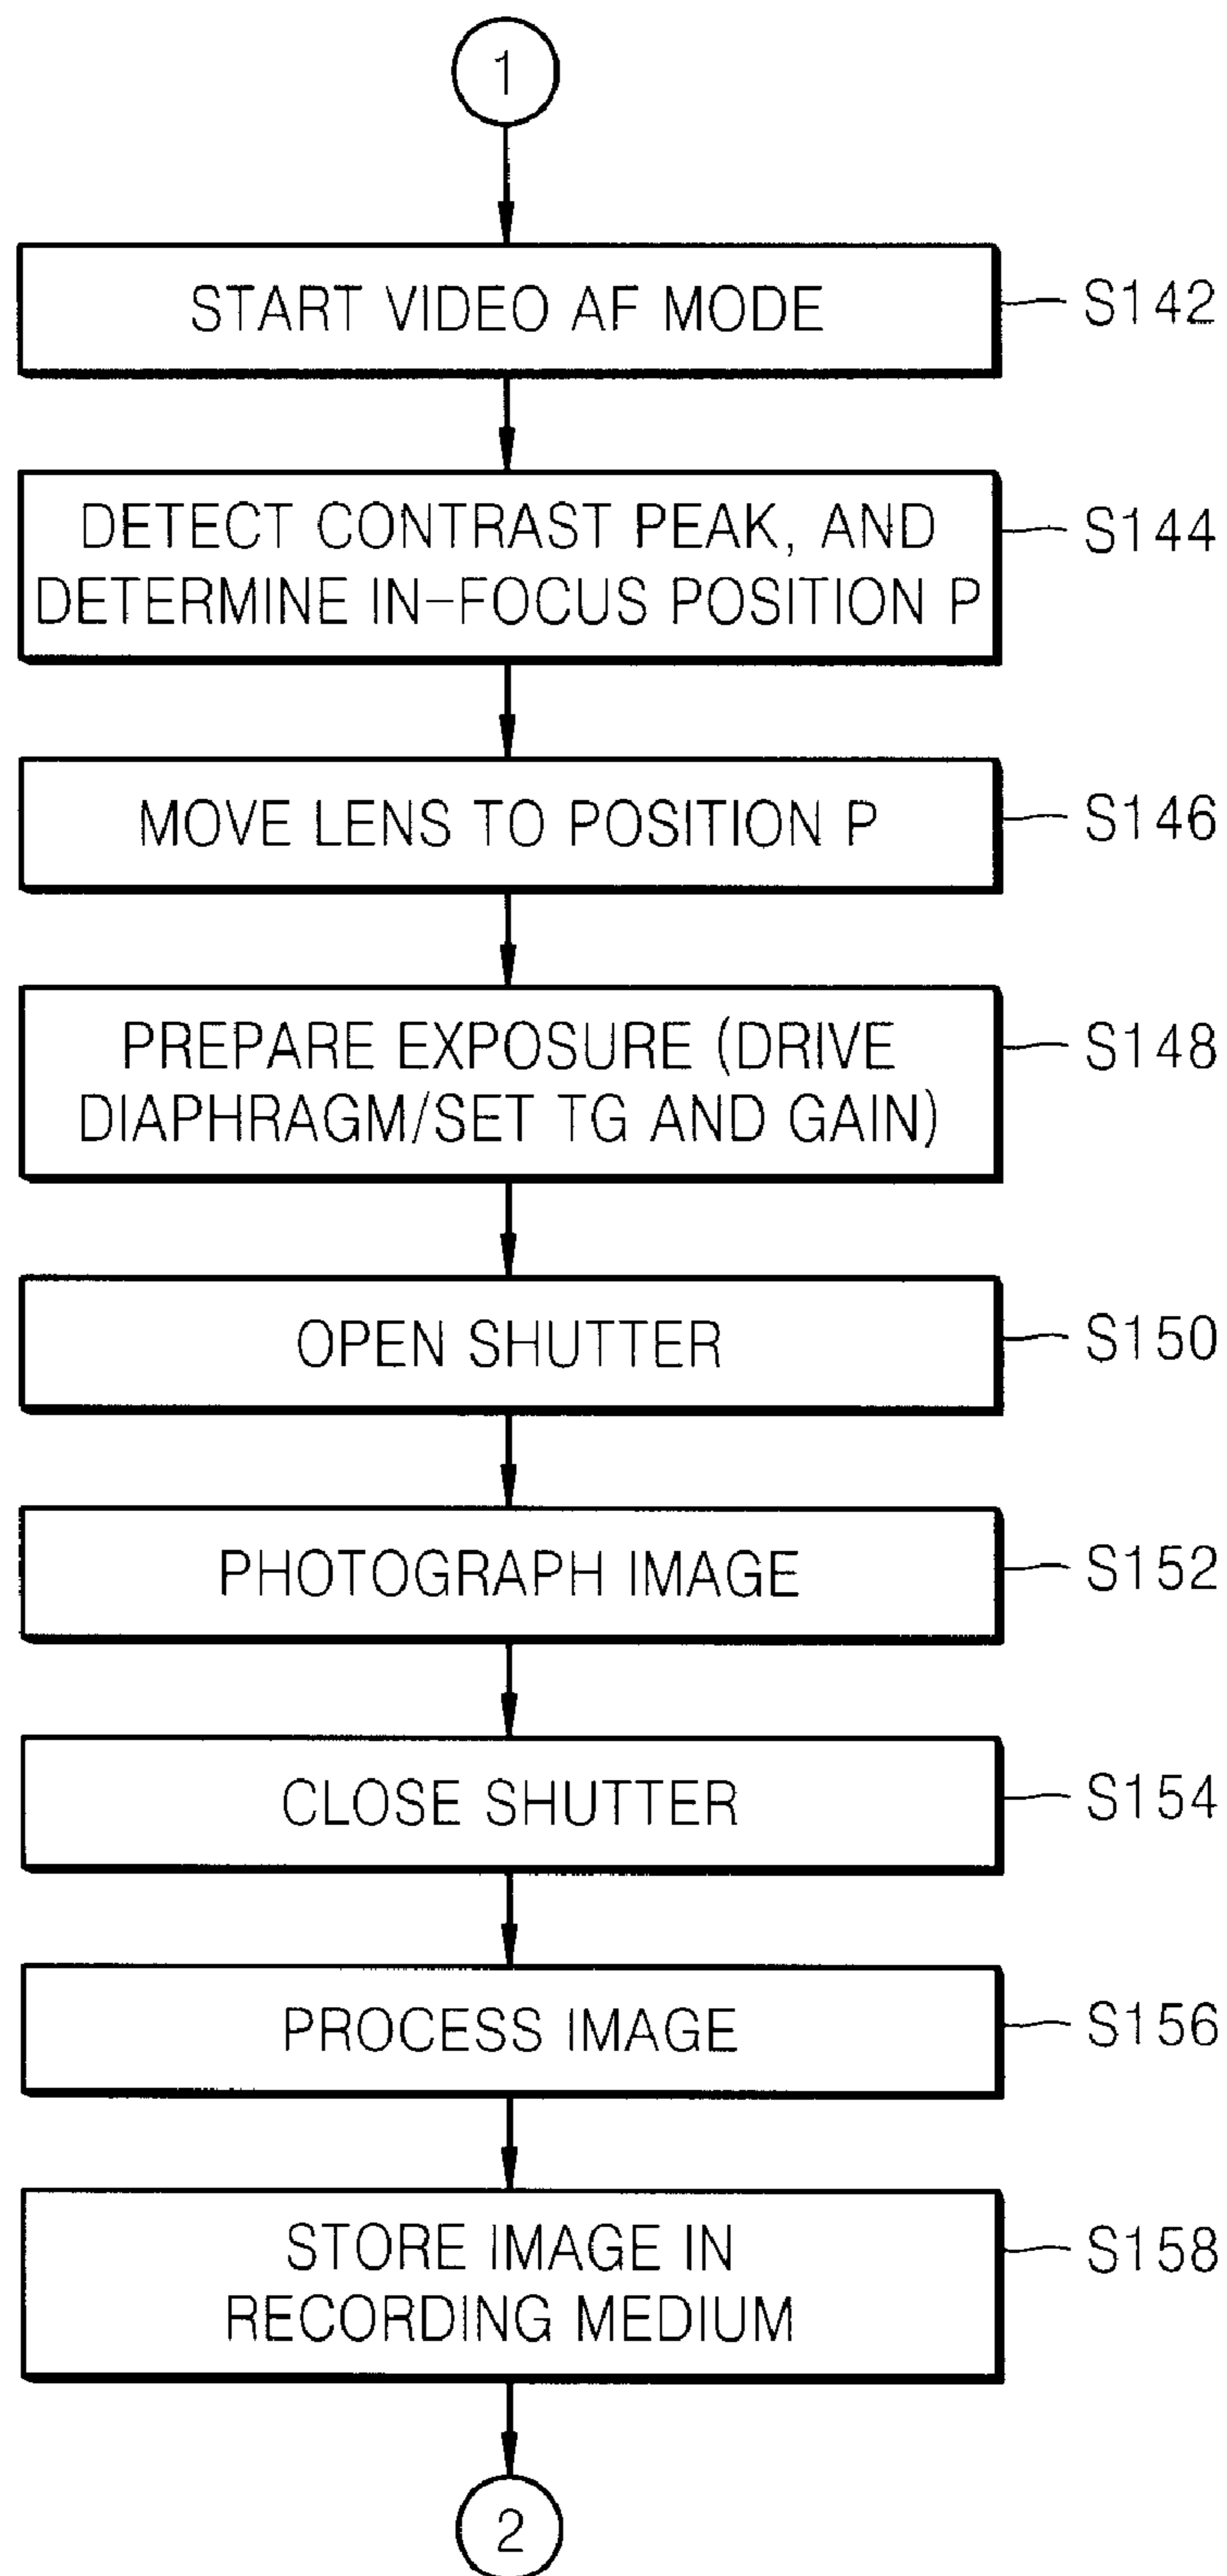 1
START VIDEO AF MODE
S142
DETECT CONTRAST PEAK, AND
DETERMINE IN-FOCUS POSITION P
S144
MOVE LENS TO POSITION P
S146
PREPARE EXPOSURE (DRIVE
DIAPHRAGM/SET TG AND GAIN)
S148
OPEN SHUTTER
S150
PHOTOGRAPH IMAGE
S152
CLOSE SHUTTER
S154
PROCESS IMAGE
S156
STORE IMAGE IN
RECORDING MEDIUM
S158
2